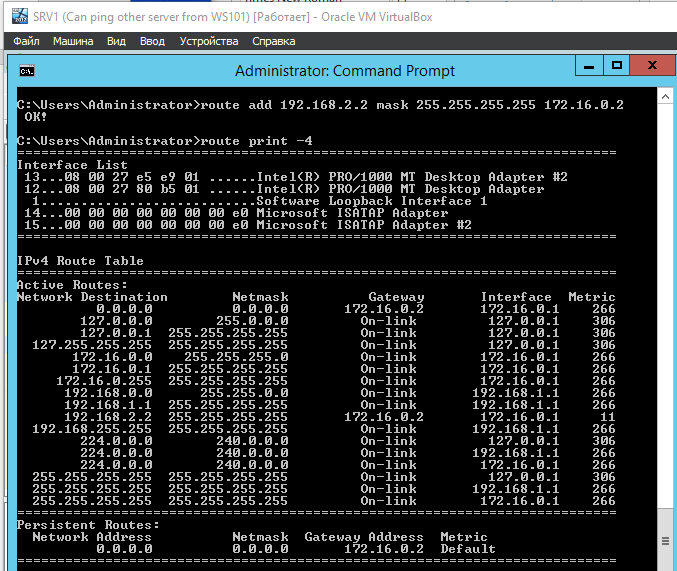 SRV1 (Can ping other server from WS101) [Работает] - Oracle VM VirtualBox
Файл Машина Вид Ввод Устройства Справка
Administrator: Command Prompt
C:\Users\Administrator>route add 192.168.2.2 mask 255.255.255.255 172.16.0.2
OK!
C:\Users\Administrator>route print -4
===========================================================================
Interface List
13...08 00 27 e5 e9 01 ......Intel(R) PRO/1000 MT Desktop Adapter #2
12...08 00 27 80 b5 01 ......Intel(R) PRO/1000 MT Desktop Adapter
1...........................Software Loopback Interface 1
14...00 00 00 00 00 00 00 e0 Microsoft ISATAP Adapter
15...00 00 00 00 00 00 00 e0 Microsoft ISATAP Adapter #2
===========================================================================
IPv4 Route Table
===========================================================================
Active Routes:
Network Destination Netmask Gateway Interface Metric
0.0.0.0 0.0.0.0 172.16.0.2 172.16.0.1 266
127.0.0.0 255.0.0.0 On-link 127.0.0.1 306
127.0.0.1 255.255.255.255 On-link 127.0.0.1 306
127.255.255.255 255.255.255.255 On-link 127.0.0.1 306
172.16.0.0 255.255.255.0 On-link 172.16.0.1 266
172.16.0.1 255.255.255.255 On-link 172.16.0.1 266
172.16.0.255 255.255.255.255 On-link 172.16.0.1 266
192.168.0.0 255.255.0.0 On-link 192.168.1.1 266
192.168.1.1 255.255.255.255 On-link 192.168.1.1 266
192.168.2.2 255.255.255.255 172.16.0.2 172.16.0.1 11
192.168.255.255 255.255.255.255 On-link 192.168.1.1 266
224.0.0.0 240.0.0.0 On-link 127.0.0.1 306
224.0.0.0 240.0.0.0 On-link 192.168.1.1 266
224.0.0.0 240.0.0.0 On-link 172.16.0.1 266
255.255.255.255 255.255.255.255 On-link 127.0.0.1 306
255.255.255.255 255.255.255.255 On-link 192.168.1.1 266
255.255.255.255 255.255.255.255 On-link 172.16.0.1 266
===========================================================================
Persistent Routes:
Network Address Netmask Gateway Address Metric
0.0.0.0 0.0.0.0 172.16.0.2 Default
===========================================================================